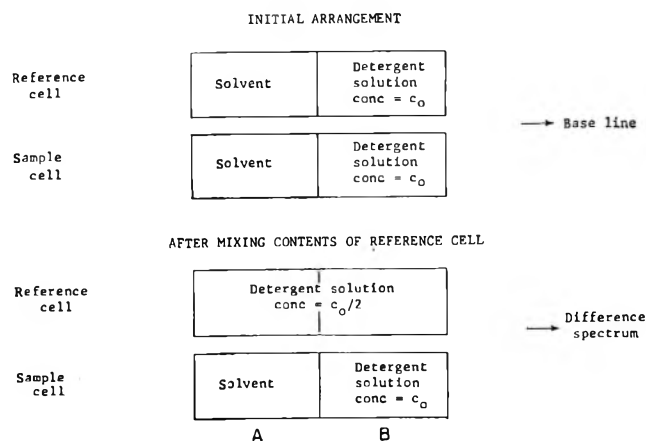 INITIAL ARRANGEMENT
Reference
cell
Solvent
Detergent
solution
conc = c₀
Sample
cell
Solvent
Detergent
solution
conc = c₀
→ Base line
AFTER MIXING CONTENTS OF REFERENCE CELL
Reference
cell
Detergent solution
conc = c₀/2
Sample
cell
Solvent
Detergent
solution
conc = c₀
→ Difference
spectrum
A B